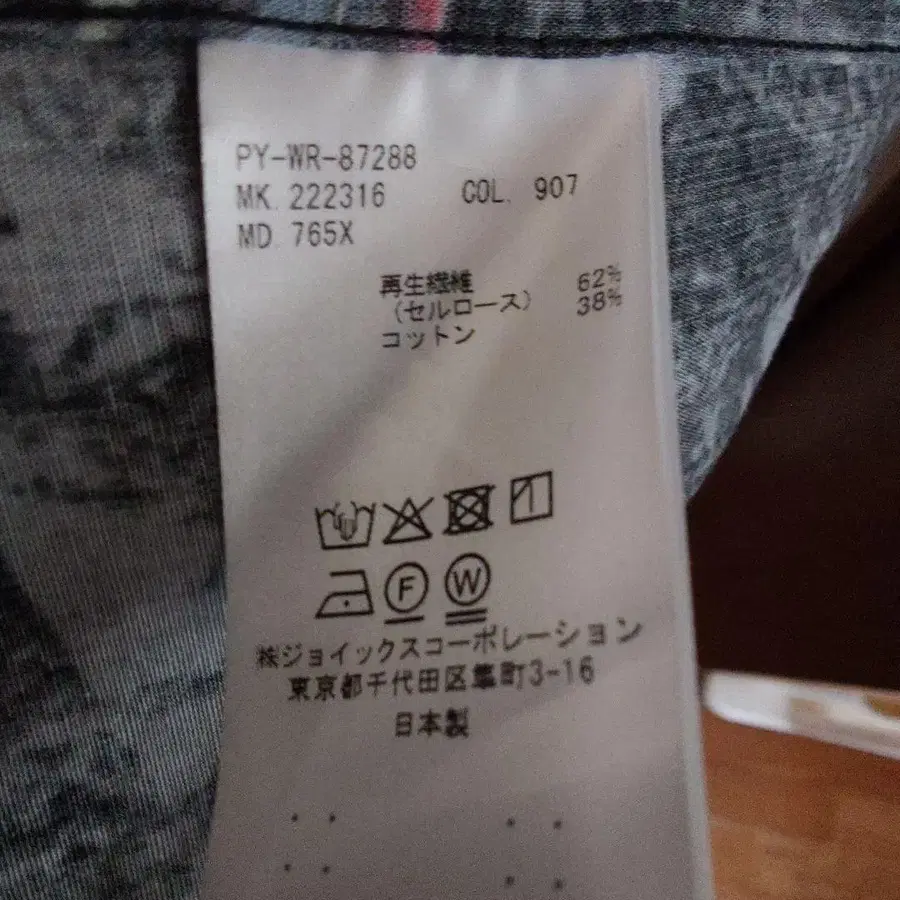 PY-WR-87288
MK. 222316 COL. 907
MD. 765X
再生繊維 62%
(セルロース) 38%
コットン
F W
㈱ジョイックスコーポレーション
東京都千代田区隼町3-16
日本製